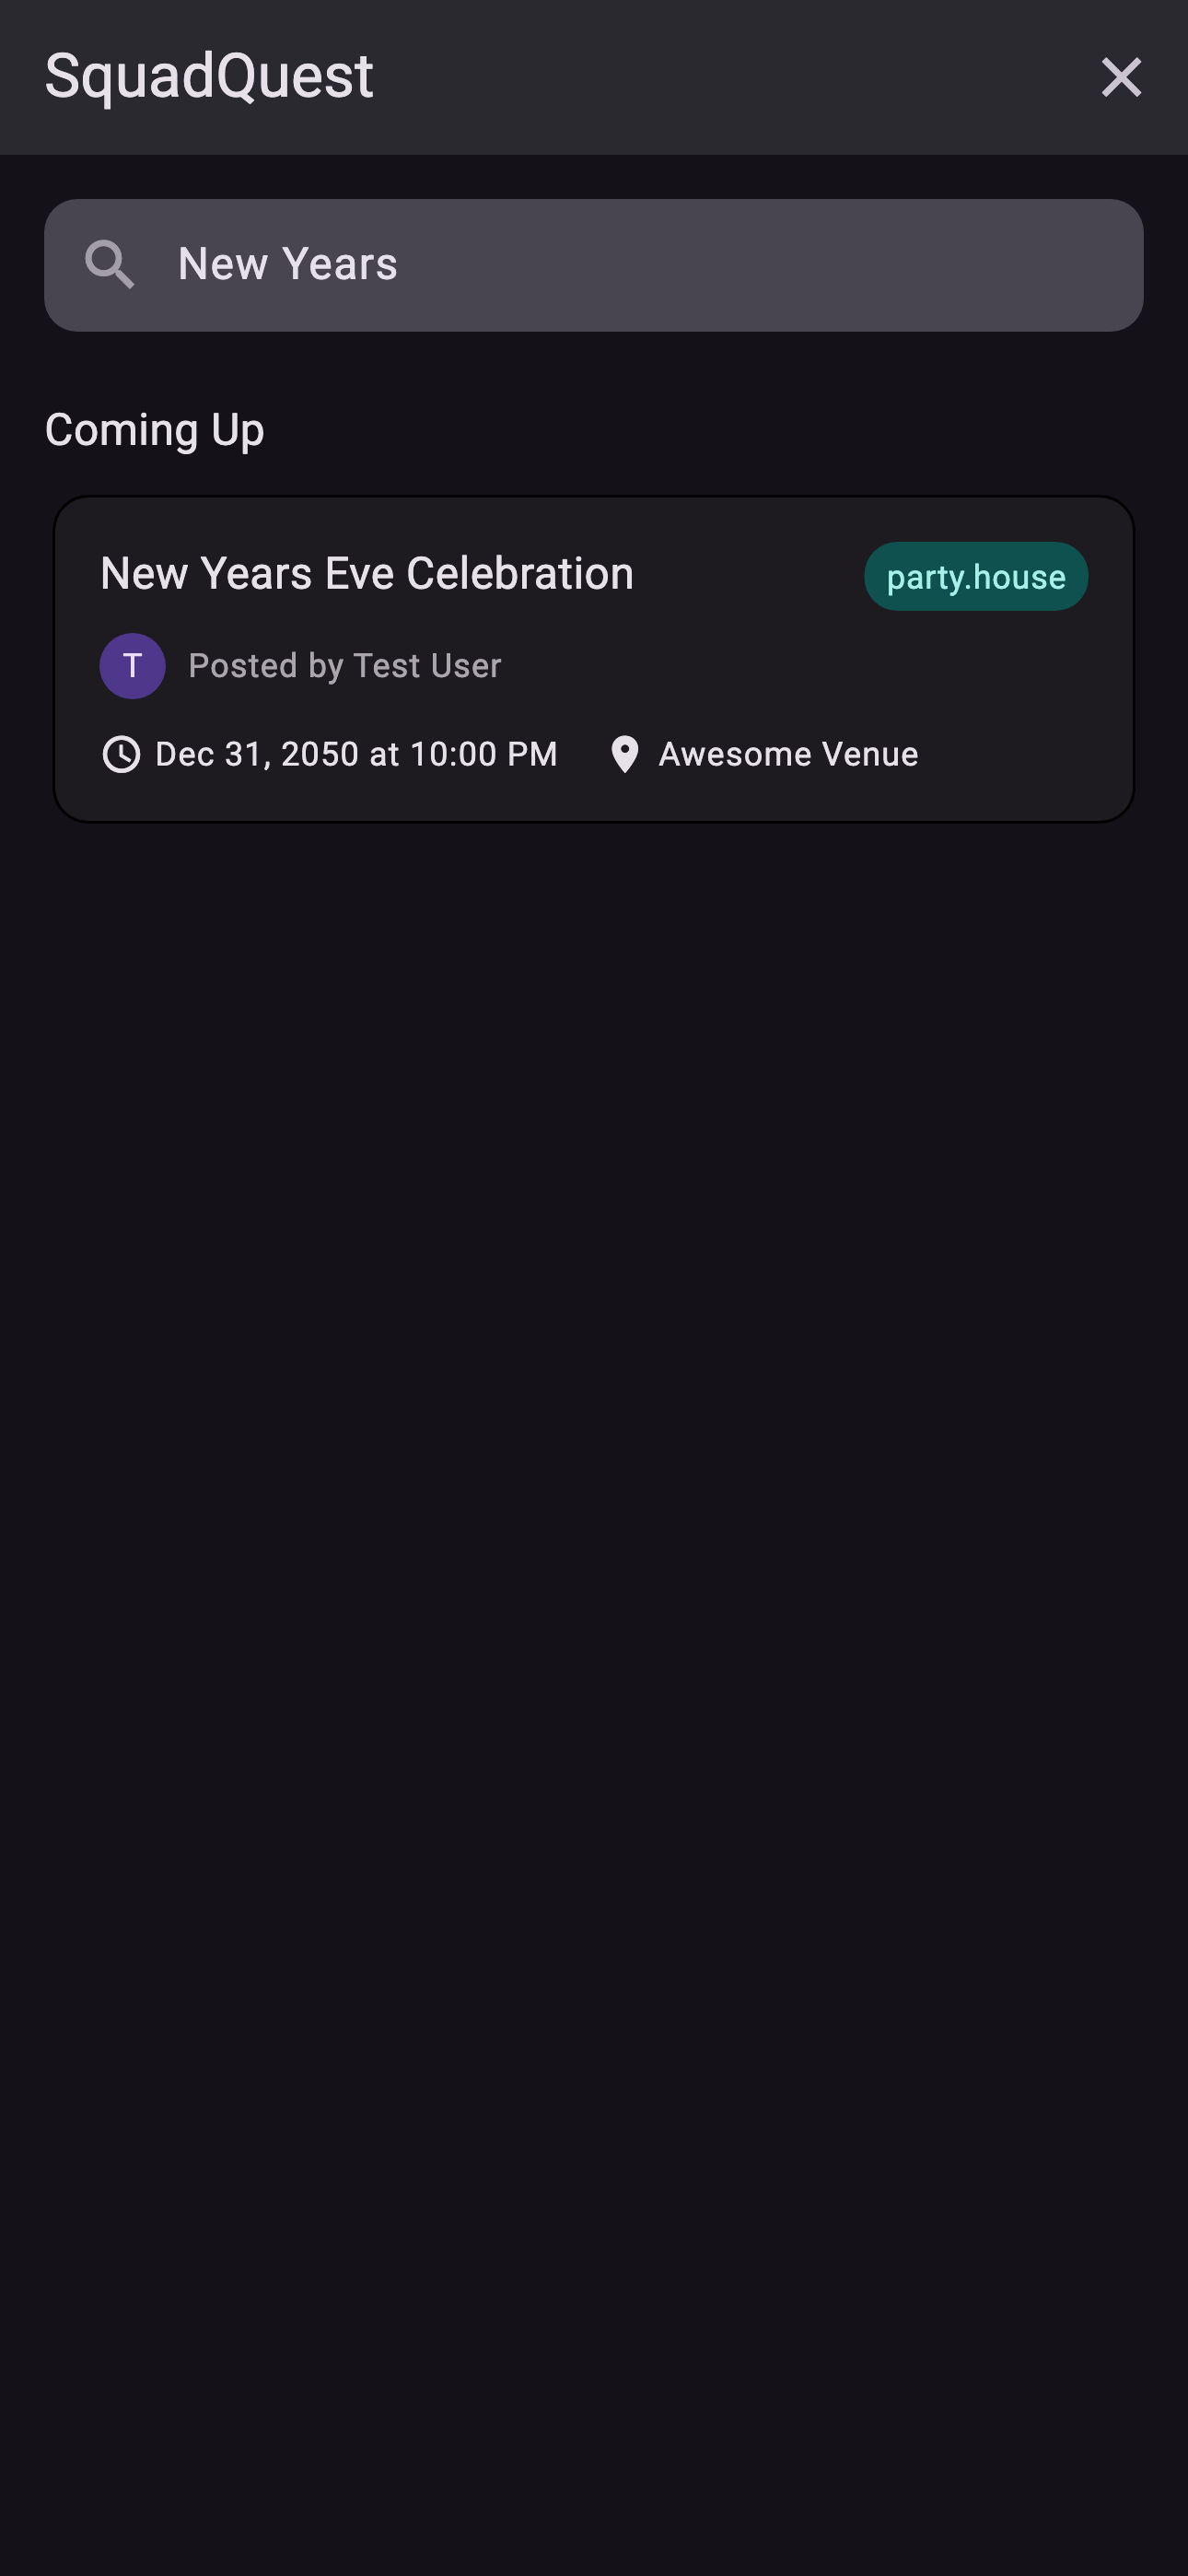 SquadQuest
New Years
Coming Up
New Years Eve Celebration
party.house
T
Posted by Test User
Dec 31, 2050 at 10:00 PM
Awesome Venue